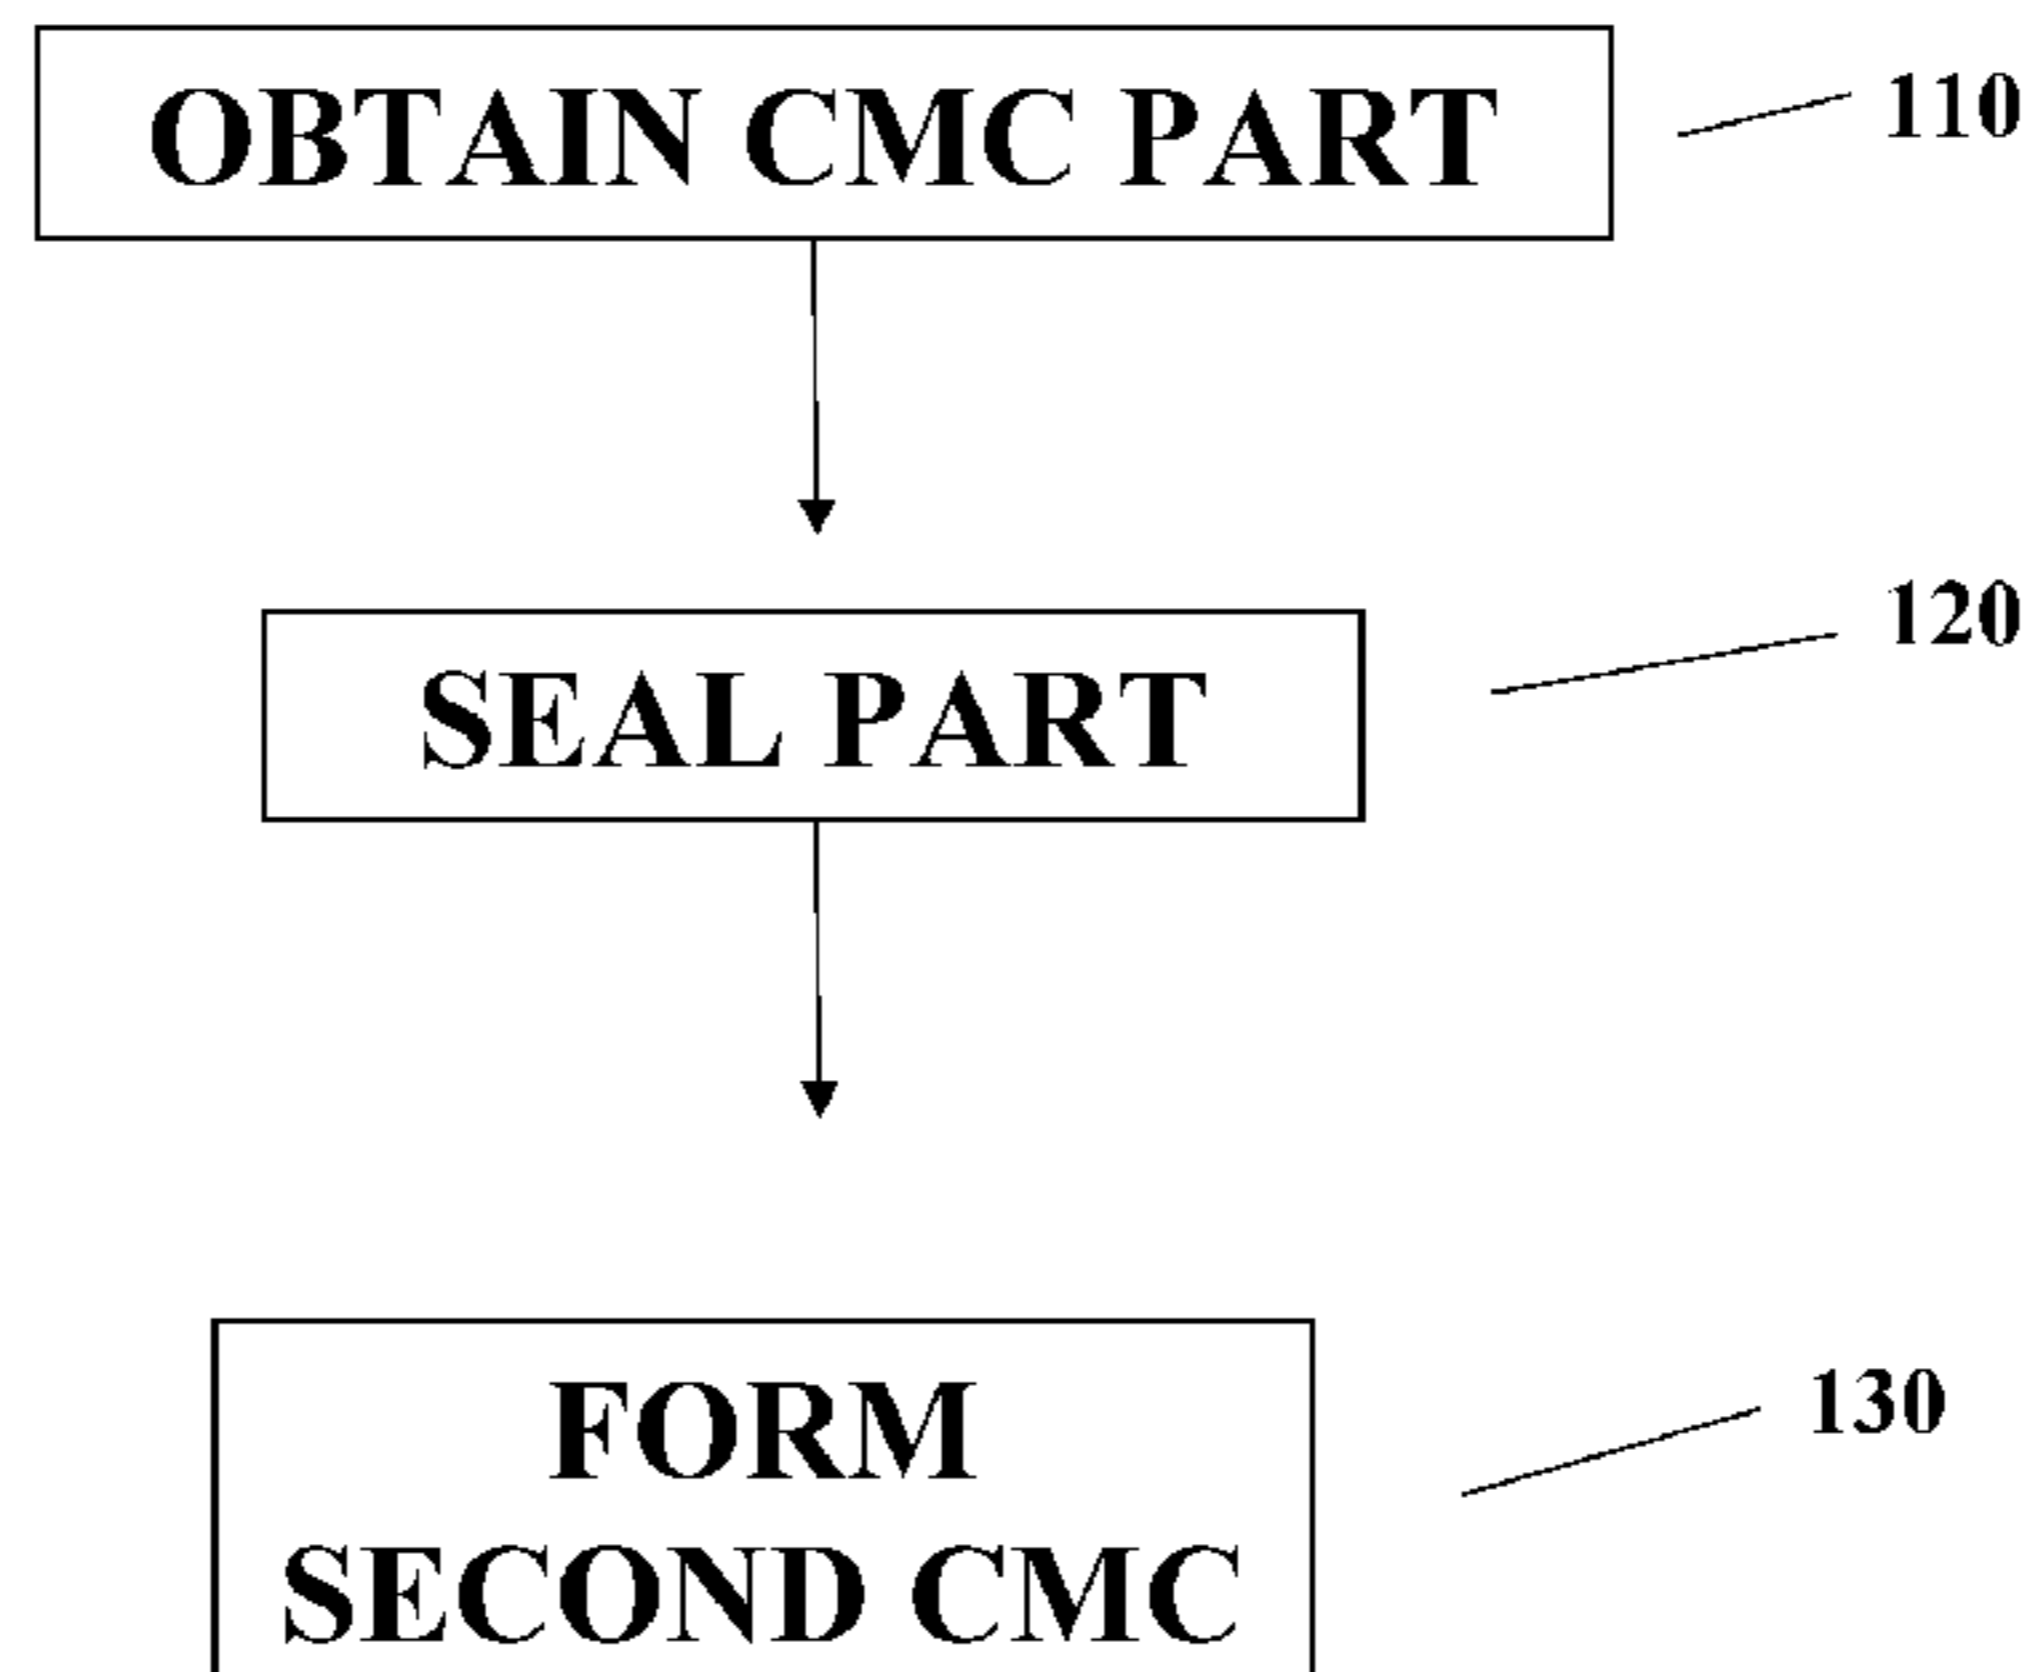 OBTAIN CMC PART
110
SEAL PART
120
FORM
SECOND CMC
130